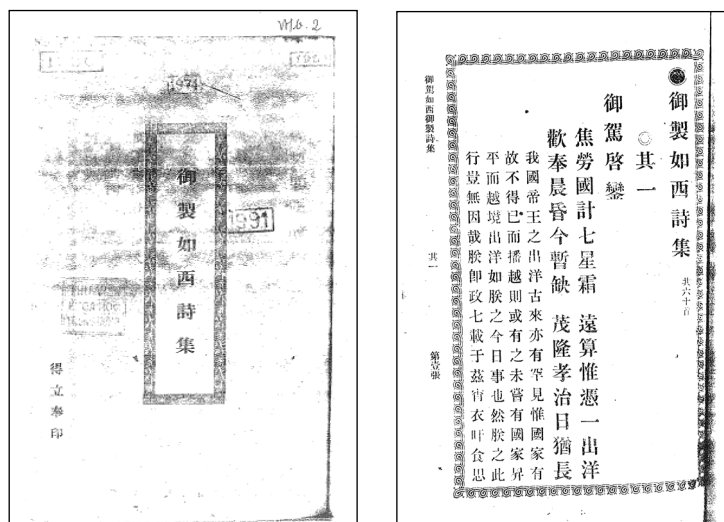 1974
1991
御製如西詩集
得立奉印
御製如西詩集 共六十首
其一
御駕啓鑾
焦勞國計七星霜 遠算惟憑一出洋
歡奉晨昏今暫缺 茂隆孝治日猶長
我國帝王之出洋古來亦有罕見惟國家有
故不得已而播越則或有之未嘗有國家昇
平而越境出洋如朕之今日事也然朕之此
行豈無因哉朕卽政七載于茲宵衣旰食思
御駕如西御製詩集 其一 第壹張